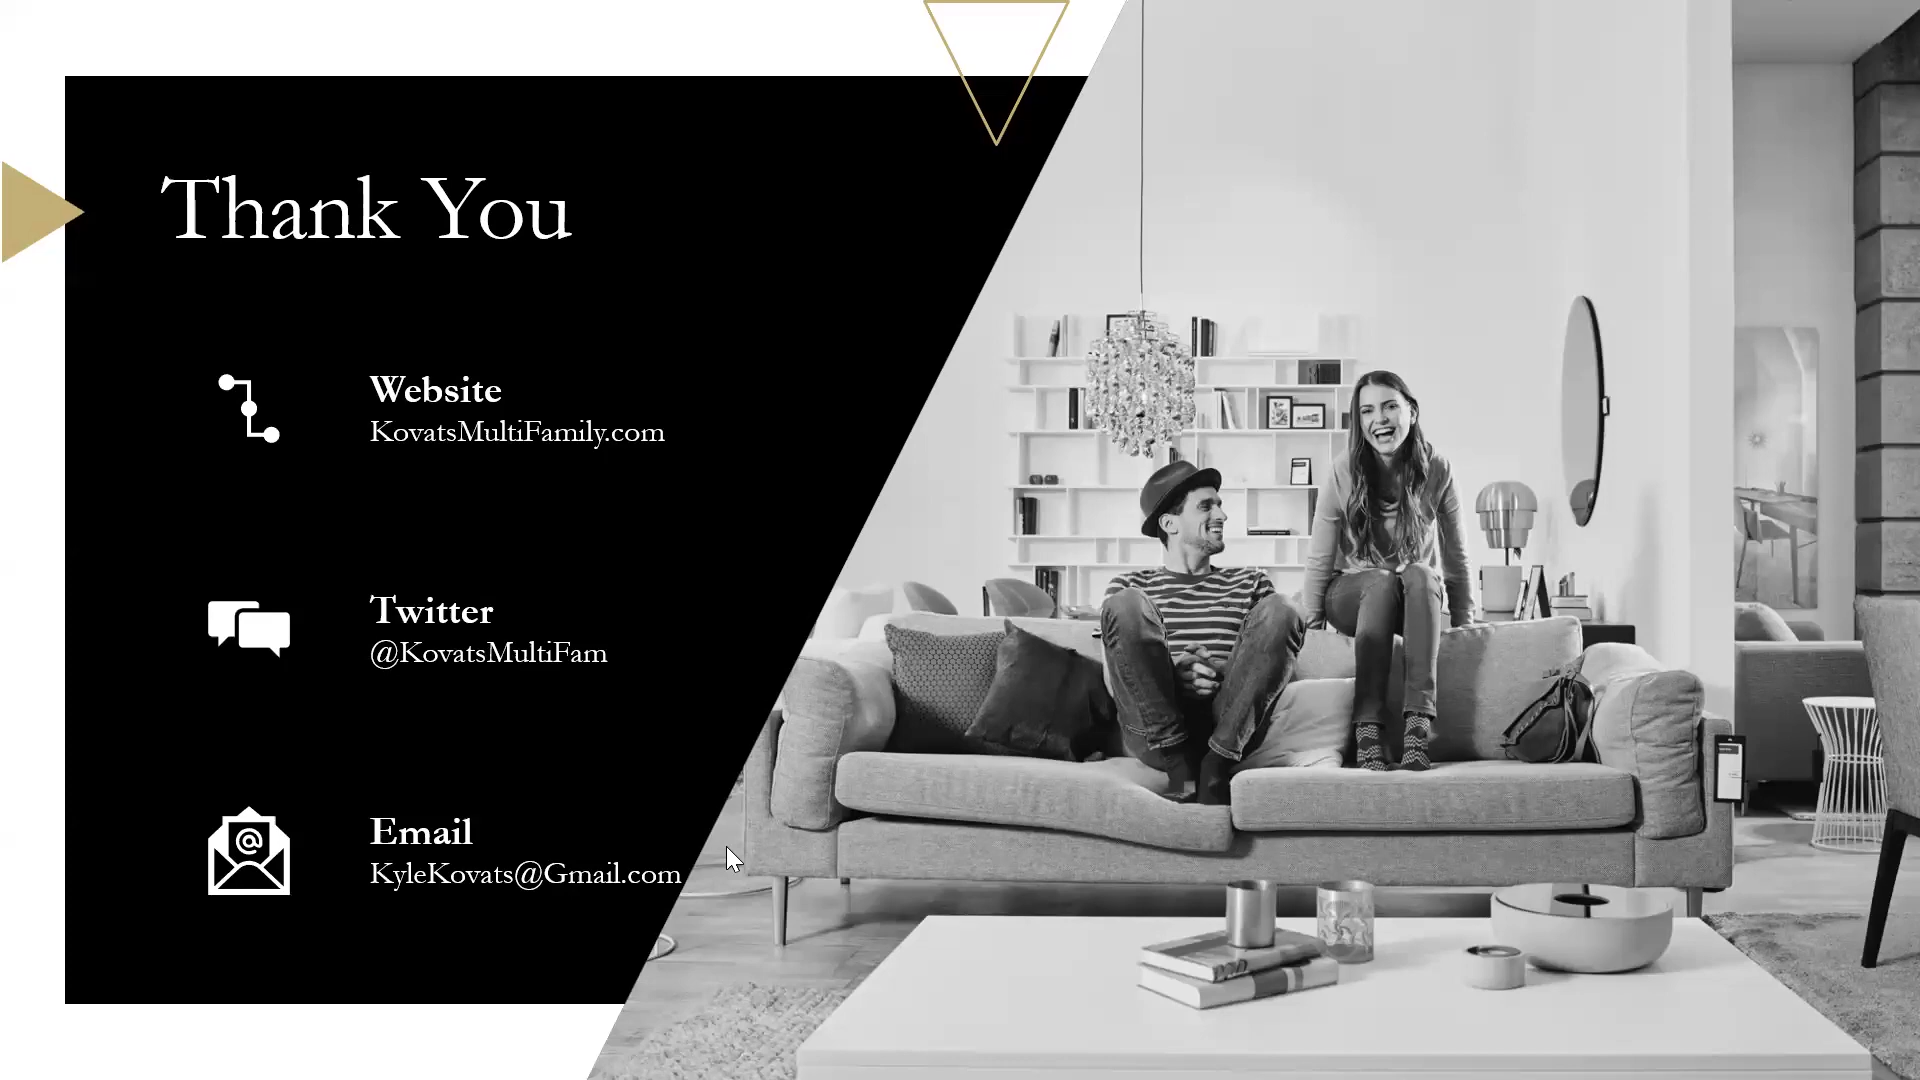 Thank You
Website
KovatsMultiFamily.com
Twitter
@KovatsMultiFam
Email
KyleKovats@Gmail.com